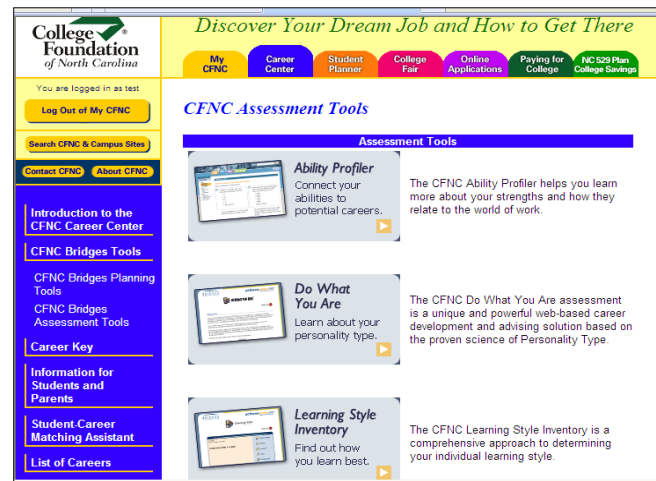 College
Foundation
of North Carolina
Discover Your Dream Job and How to Get There
My
CFNC
Career
Center
Student
Planner
College
Fair
Online
Applications
Paying for
College
NC 529 Plan
College Savings
You are logged in as test
Log Out of My CFNC
Search CFNC & Campus Sites
Contact CFNC
About CFNC
Introduction to the
CFNC Career Center
CFNC Bridges Tools
CFNC Bridges Planning
Tools
CFNC Bridges
Assessment Tools
Career Key
Information for
Students and
Parents
Student-Career
Matching Assistant
List of Careers
CFNC Assessment Tools
Assessment Tools
Ability Profiler
Connect your
abilities to
potential careers.
The CFNC Ability Profiler helps you learn
more about your strengths and how they
relate to the world of work.
Do What
You Are
Learn about your
personality type.
The CFNC Do What You Are assessment
is a unique and powerful web-based career
development and advising solution based on
the proven science of Personality Type.
Learning Style
Inventory
Find out how
you learn best.
The CFNC Learning Style Inventory is a
comprehensive approach to determining
your individual learning style.